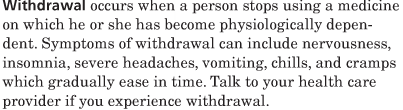 Withdrawal occurs when a person stops using a medicine
on which he or she has become physiologically depen-
dent. Symptoms of withdrawal can include nervousness,
insomnia, severe headaches, vomiting, chills, and cramps
which gradually ease in time. Talk to your health care
provider if you experience withdrawal.